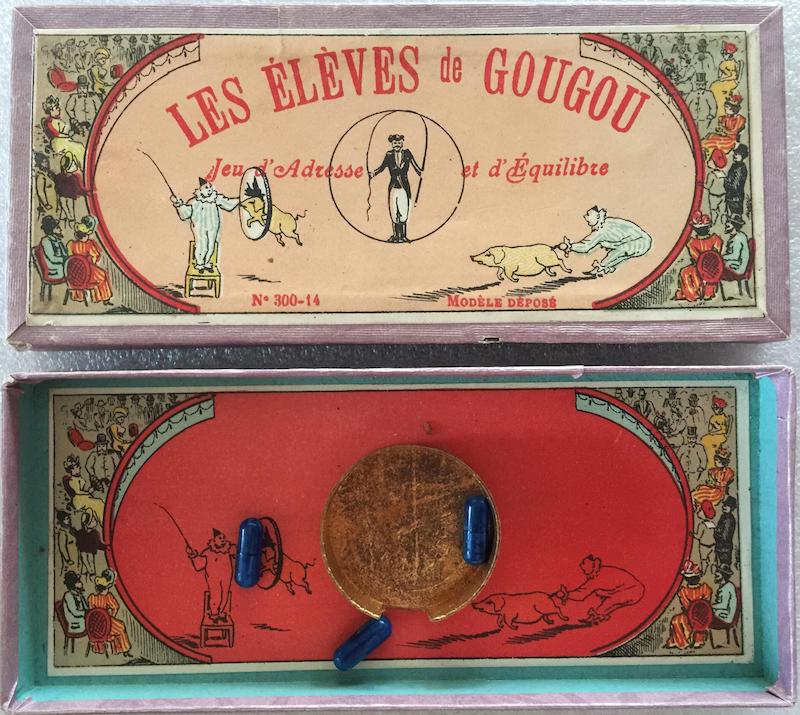 LES ÉLÈVES de GOUGOU
Jeu d'Adresse et d'Équilibre
N° 300-14 MODÈLE DÉPOSÉ